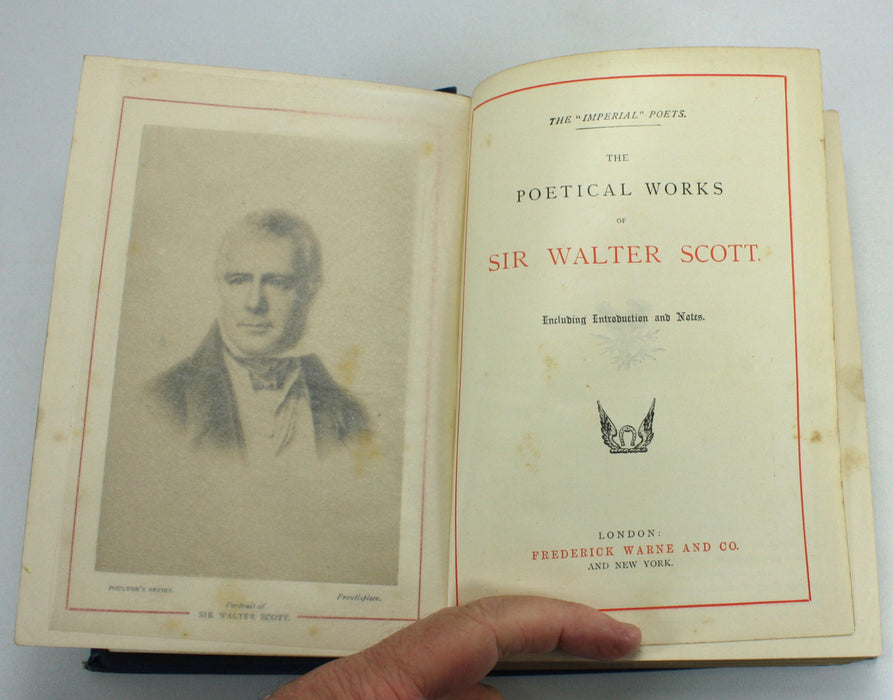 POULTON'S SERIES.
Frontispiece.
Portrait of
SIR WALTER SCOTT.
THE "IMPERIAL" POETS.
THE
POETICAL WORKS
OF
SIR WALTER SCOTT.
Including Introduction and Notes.
LONDON:
FREDERICK WARNE AND CO.
AND NEW YORK.